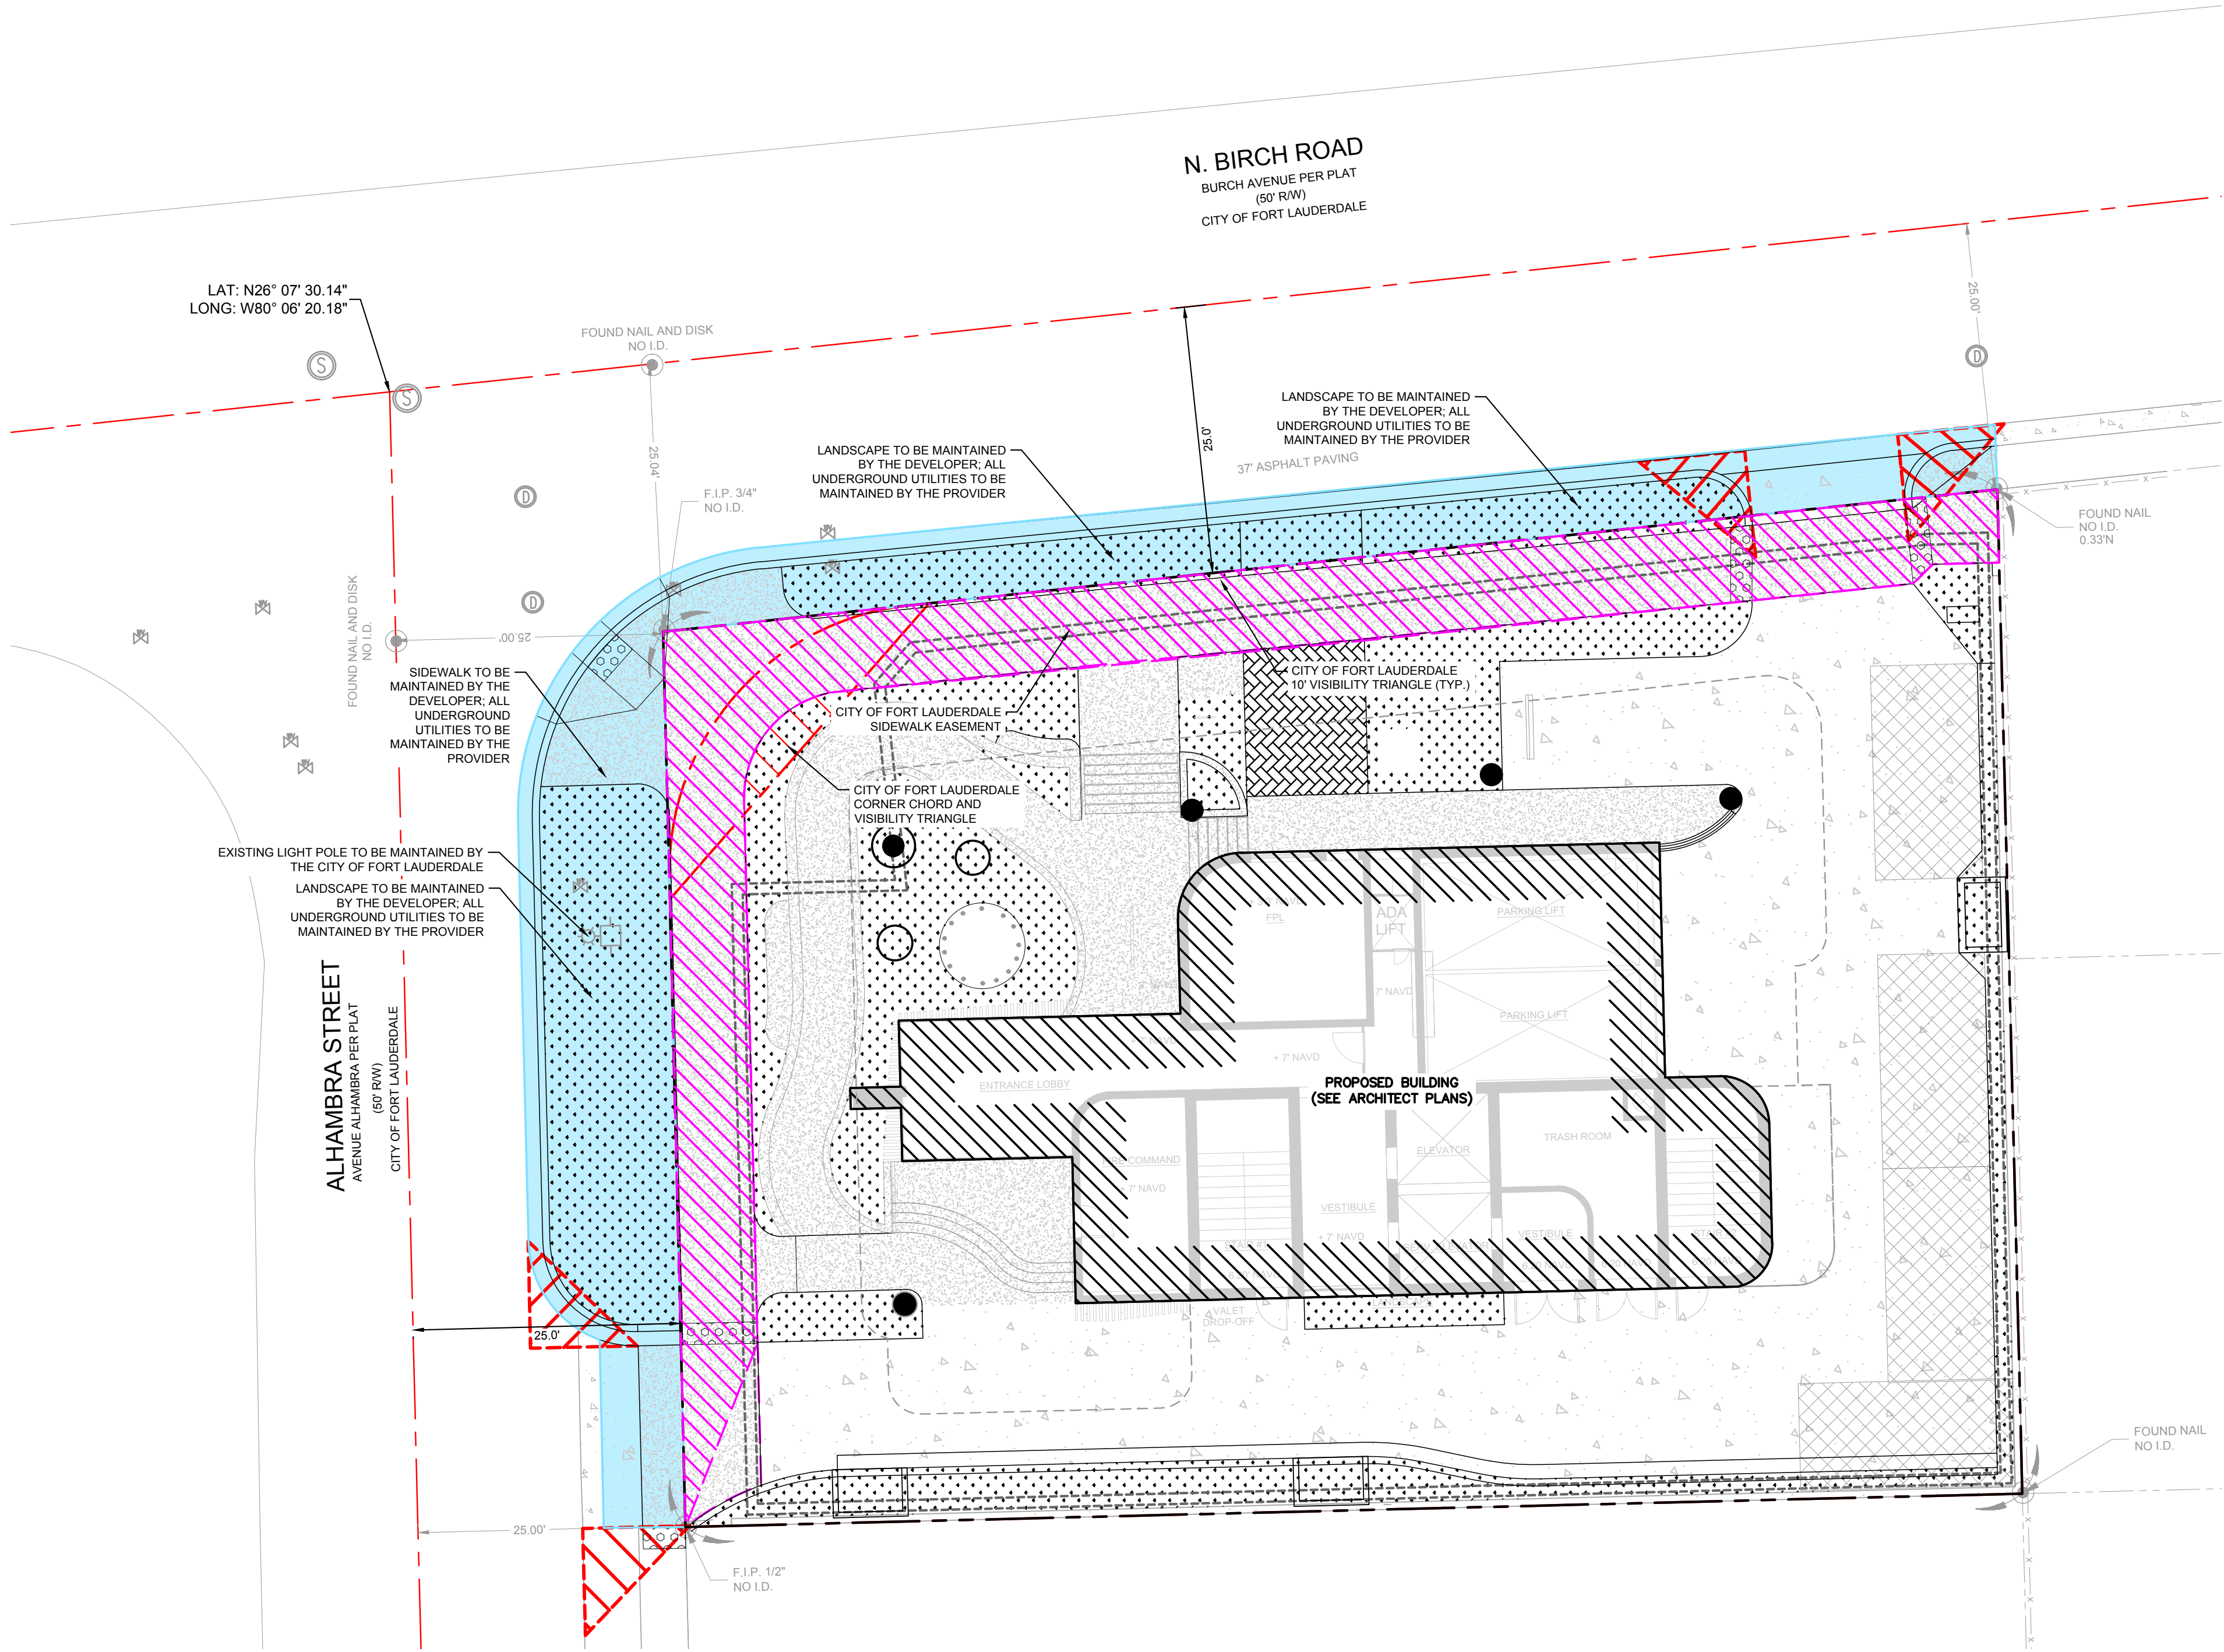 N. BIRCH ROAD
BURCH AVENUE PER PLAT
(50' R/W)
CITY OF FORT LAUDERDALE
LAT: N26° 07' 30.14"
LONG: W80° 06' 20.18"
FOUND NAIL AND DISK
NO I.D.
S
S
25.00'
D
25.04'
25.0'
LANDSCAPE TO BE MAINTAINED
BY THE DEVELOPER; ALL
UNDERGROUND UTILITIES TO BE
MAINTAINED BY THE PROVIDER
LANDSCAPE TO BE MAINTAINED
BY THE DEVELOPER; ALL
UNDERGROUND UTILITIES TO BE
MAINTAINED BY THE PROVIDER
37' ASPHALT PAVING
F.I.P. 3/4"
NO I.D.
D
D
FOUND NAIL
NO I.D.
0.33'N
FOUND NAIL AND DISK
NO I.D.
25.00'
SIDEWALK TO BE
MAINTAINED BY THE
DEVELOPER; ALL
UNDERGROUND
UTILITIES TO BE
MAINTAINED BY THE
PROVIDER
CITY OF FORT LAUDERDALE
10' VISIBILITY TRIANGLE (TYP.)
CITY OF FORT LAUDERDALE
SIDEWALK EASEMENT
CITY OF FORT LAUDERDALE
CORNER CHORD AND
VISIBILITY TRIANGLE
EXISTING LIGHT POLE TO BE MAINTAINED BY
THE CITY OF FORT LAUDERDALE
LANDSCAPE TO BE MAINTAINED
BY THE DEVELOPER; ALL
UNDERGROUND UTILITIES TO BE
MAINTAINED BY THE PROVIDER
ALHAMBRA STREET
AVENUE ALHAMBRA PER PLAT
(50' R/W)
CITY OF FORT LAUDERDALE
FPL
ADA
LIFT
PARKING LIFT
7' NAVD
PARKING LIFT
+ 7' NAVD
ENTRANCE LOBBY
PROPOSED BUILDING
(SEE ARCHITECT PLANS)
FIRE COMMAND
+ 7' NAVD
ELEVATOR
TRASH ROOM
VESTIBULE
+ 7' NAVD
VESTIBULE
VALET
DROP-OFF
25.0'
25.00'
F.I.P. 1/2"
NO I.D.
FOUND NAIL
NO I.D.